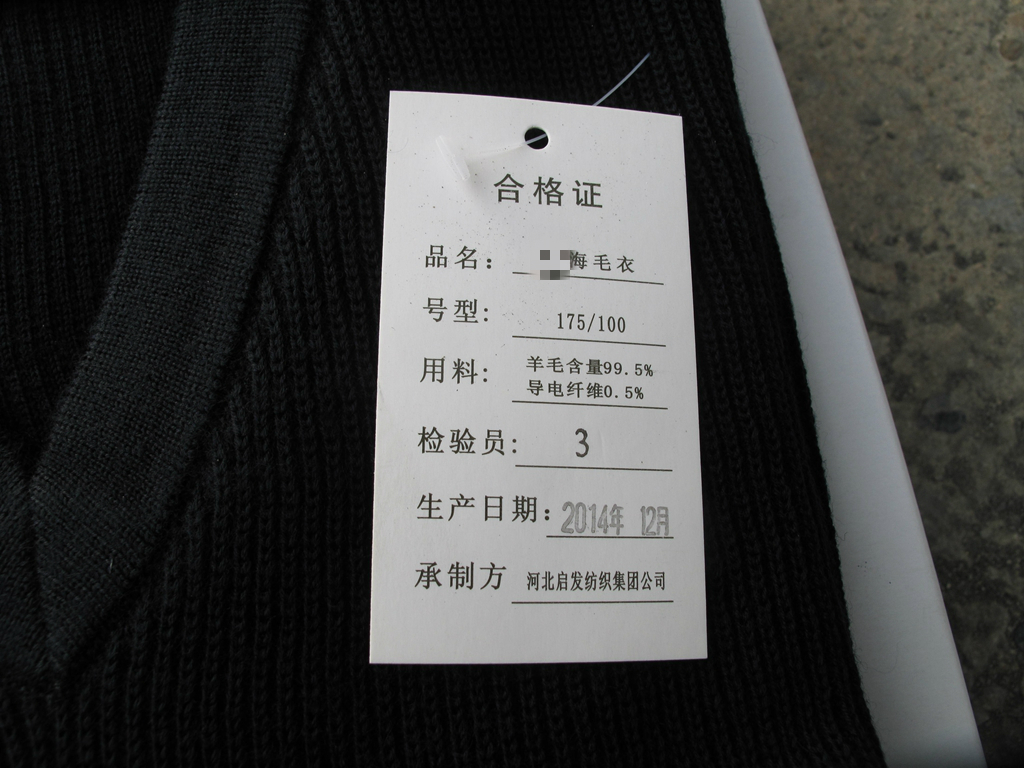 合格证
品名： 海毛衣
号型： 175/100
用料： 羊毛含量99.5%
导电纤维0.5%
检验员： 3
生产日期： 2014年 12月
承制方 河北启发纺织集团公司